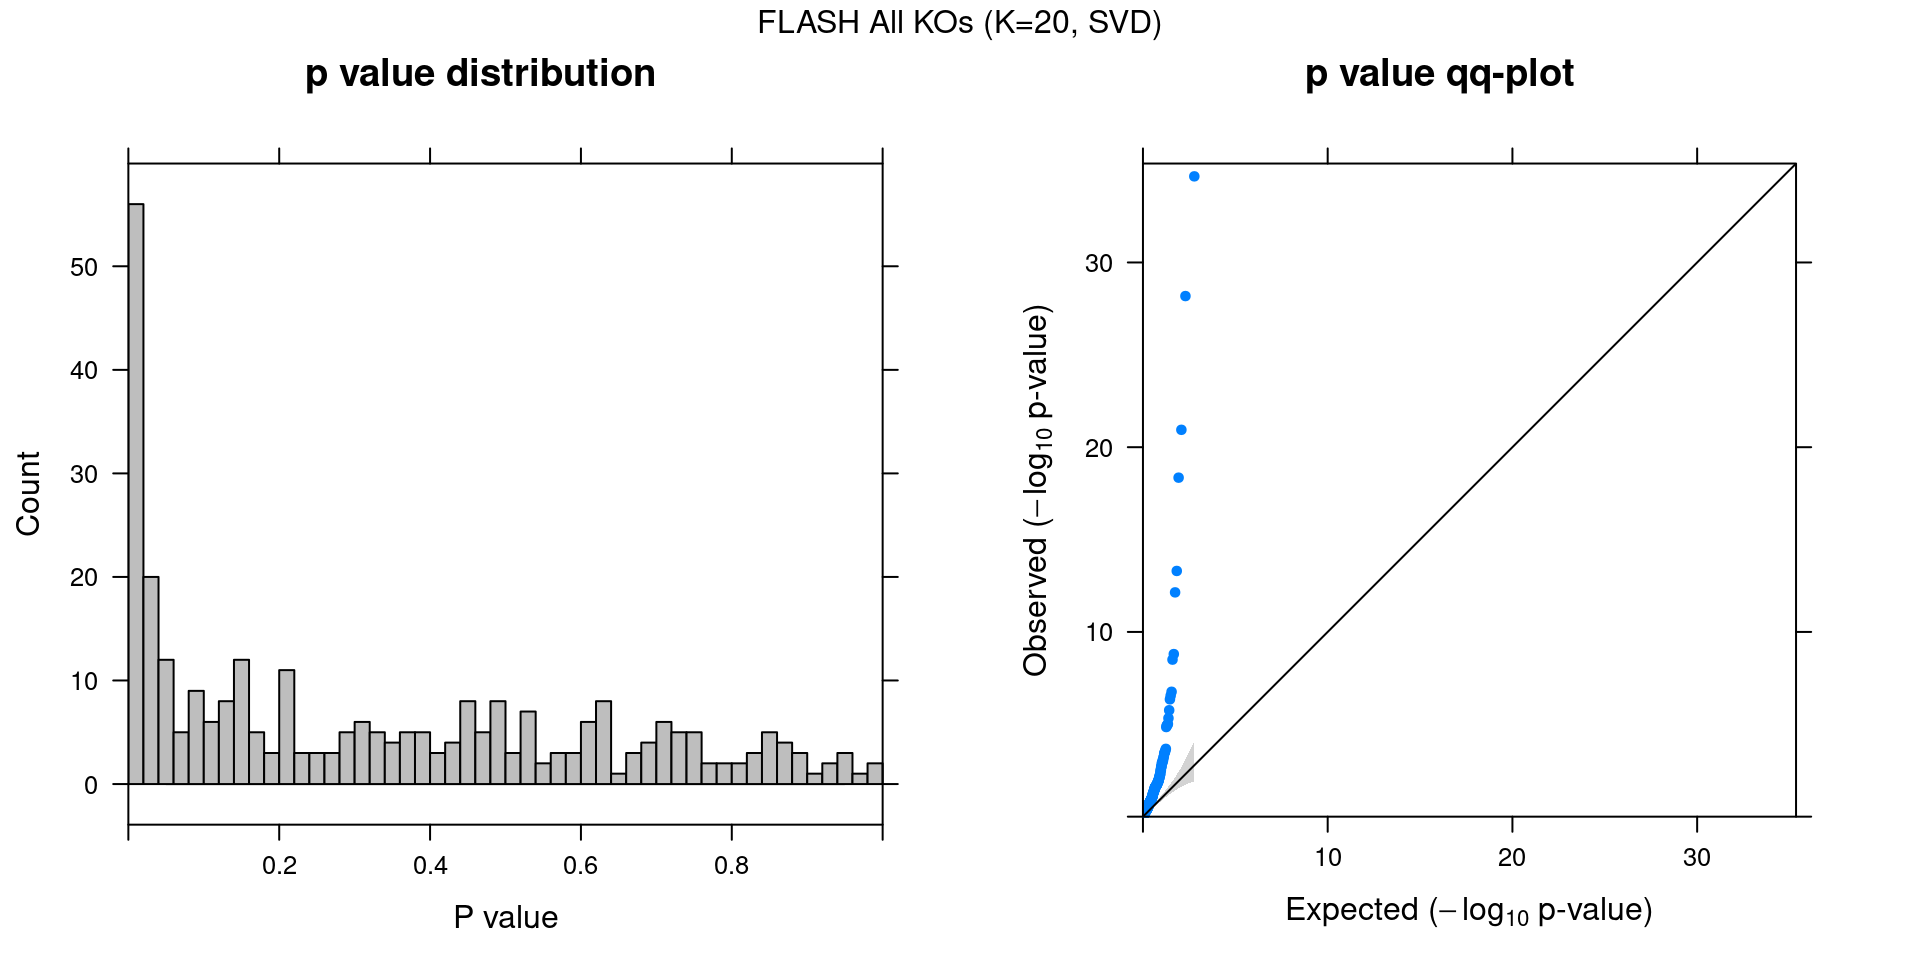 FLASH All KOs (K=20, SVD)
p value distribution
50
40
30
20
10
0
Count
0.2 0.4 0.6 0.8
P value
p value qq-plot
30
20
10
Observed (−log10 p-value)
10 20 30
Expected (−log10 p-value)